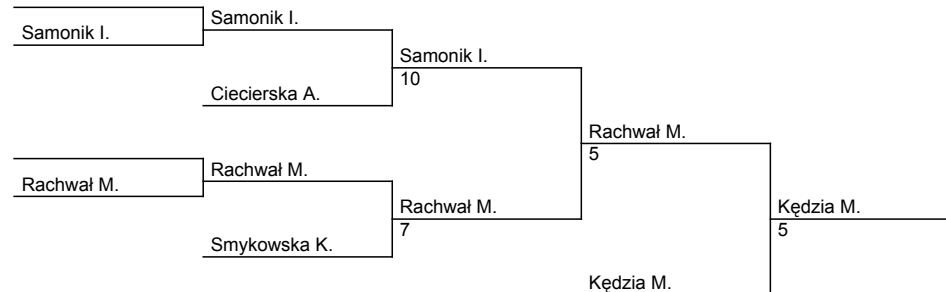 Samonik I.
Samonik I.
Samonik I.
10
Ciecierska A.
Rachwał M.
5
Rachwał M.
Rachwał M.
Rachwał M.
7
Kędzia M.
5
Smykowska K.
Kędzia M.